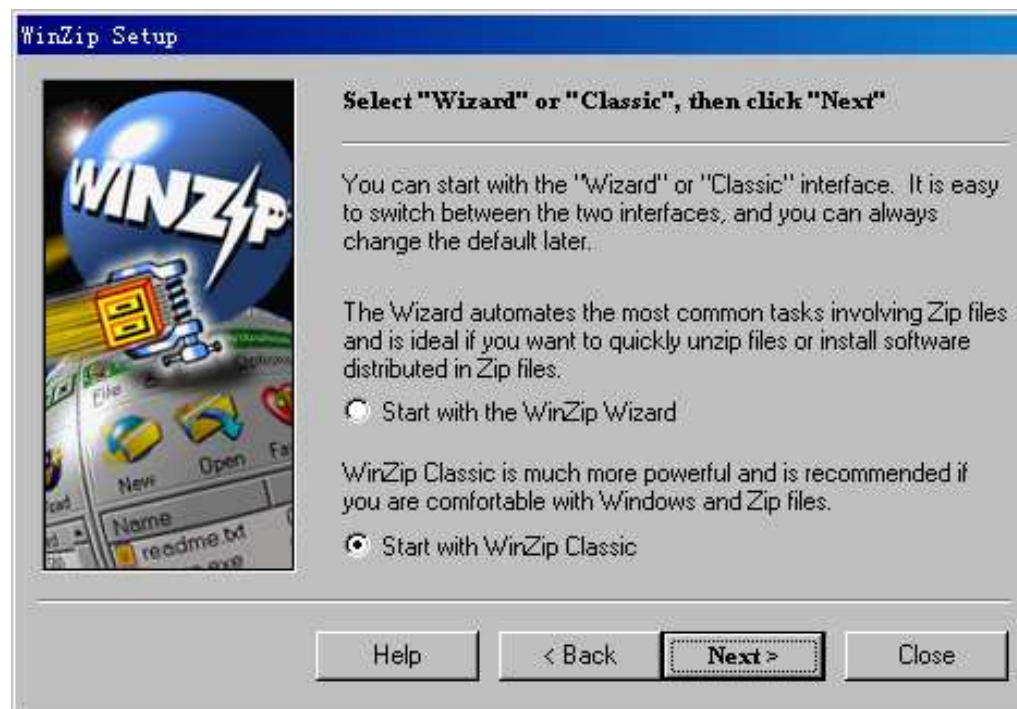 WinZip Setup
Select "Wizard" or "Classic", then click "Next"
You can start with the "Wizard" or "Classic" interface. It is easy
to switch between the two interfaces, and you can always
change the default later.
The Wizard automates the most common tasks involving Zip files
and is ideal if you want to quickly unzip files or install software
distributed in Zip files.
Start with the WinZip Wizard
WinZip Classic is much more powerful and is recommended if
you are comfortable with Windows and Zip files.
Start with WinZip Classic
WINZIP
File
New
Open
Name
readme.txt
Help
< Back
Next >
Close